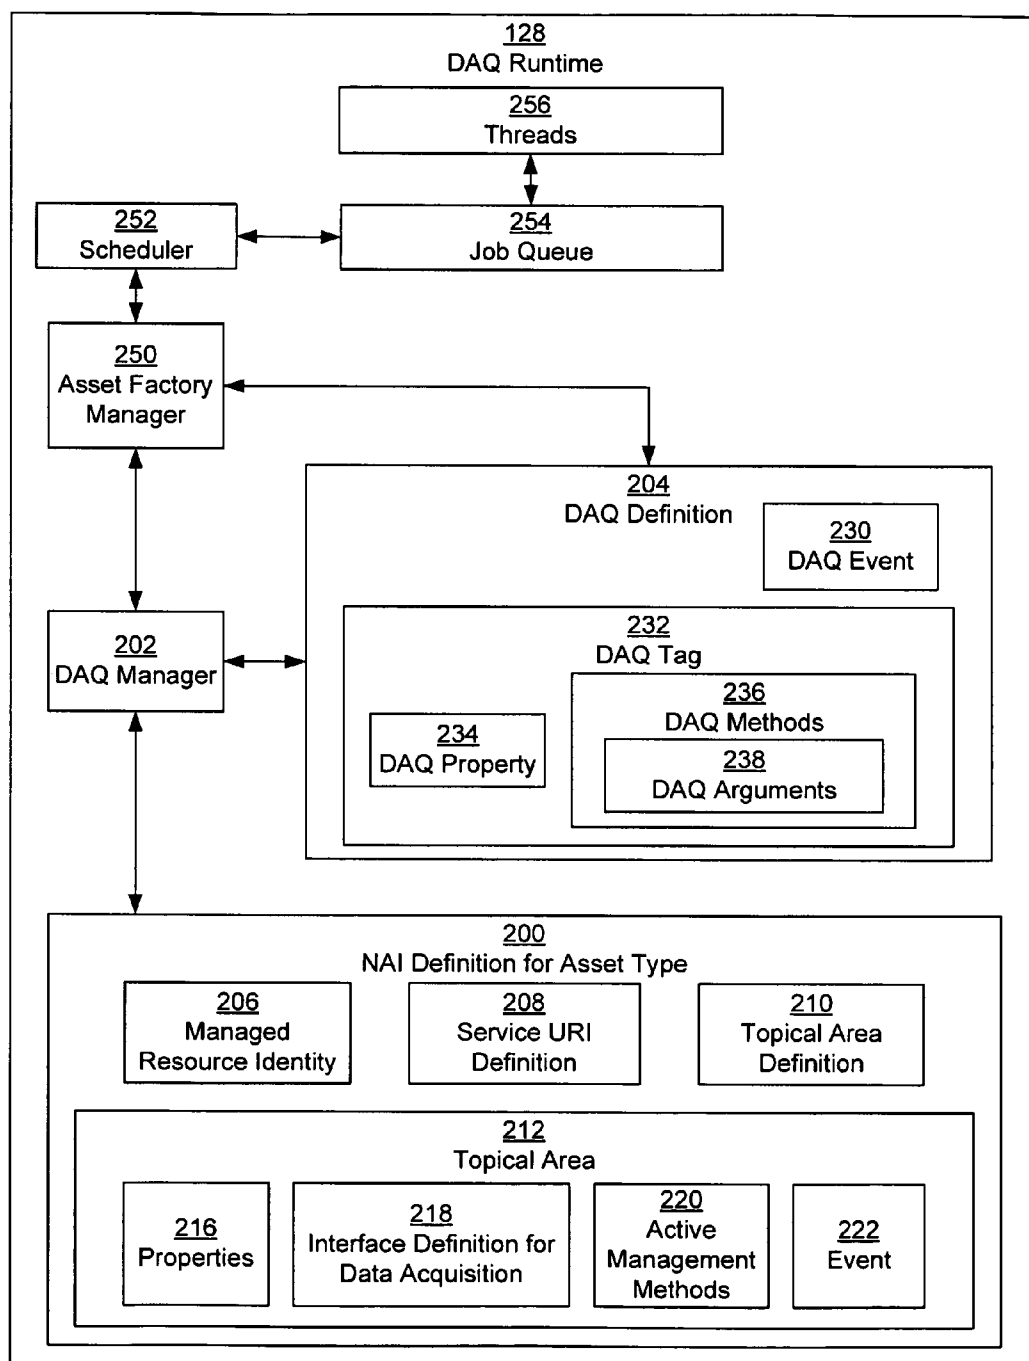 128
DAQ Runtime
256
Threads
252
Scheduler
254
Job Queue
250
Asset Factory
Manager
204
DAQ Definition
230
DAQ Event
202
DAQ Manager
232
DAQ Tag
234
DAQ Property
236
DAQ Methods
238
DAQ Arguments
200
NAI Definition for Asset Type
206
Managed
Resource Identity
208
Service URI
Definition
210
Topical Area
Definition
212
Topical Area
216
Properties
218
Interface Definition for
Data Acquisition
220
Active
Management
Methods
222
Event